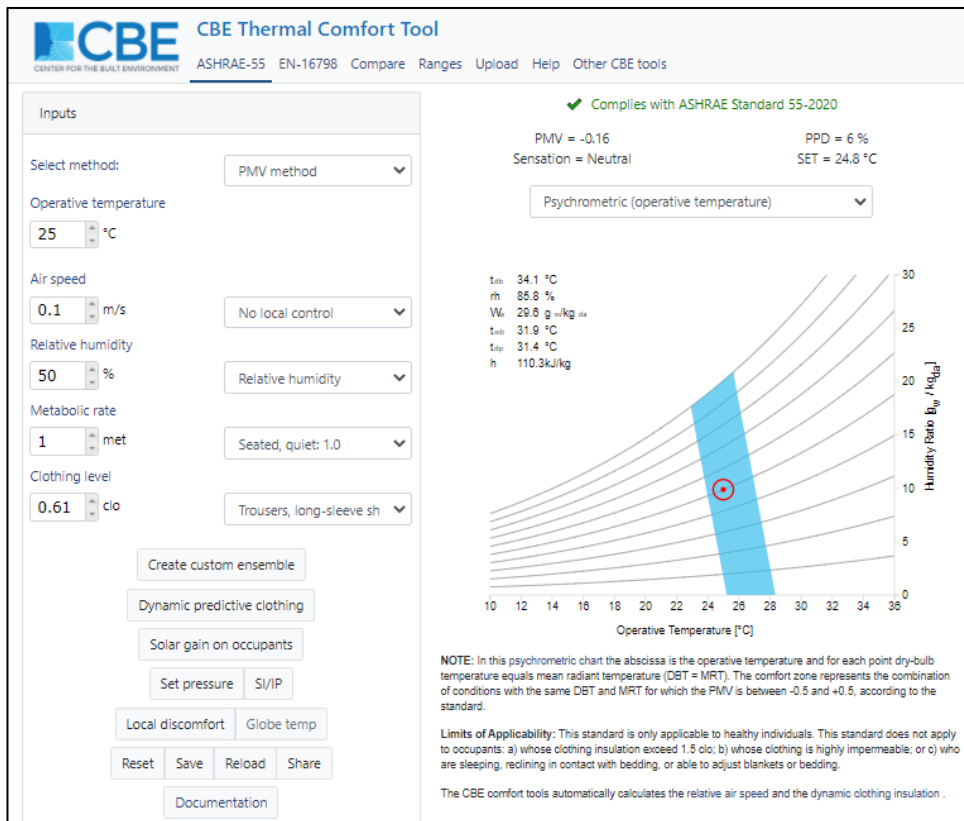 CBE
CENTER FOR THE BUILT ENVIRONMENT
CBE Thermal Comfort Tool
ASHRAE-55 EN-16798 Compare Ranges Upload Help Other CBE tools
Inputs
Select method:
PMV method
Operative temperature
25 °C
Air speed
0.1 m/s
No local control
Relative humidity
50 %
Relative humidity
Metabolic rate
1 met
Seated, quiet: 1.0
Clothing level
0.61 clo
Trousers, long-sleeve sh
Create custom ensemble
Dynamic predictive clothing
Solar gain on occupants
Set pressure SI/IP
Local discomfort Globe temp
Reset Save Reload Share
Documentation
Complies with ASHRAE Standard 55-2020
PMV = -0.16 PPD = 6 %
Sensation = Neutral SET = 24.8 °C
Psychrometric (operative temperature)
tdb 34.1 °C
rh 85.8 %
Wa 29.6 g w/kg da
twb 31.9 °C
tdp 31.4 °C
h 110.3kJ/kg
30
25
20
15
10
5
0
Humidity Ratio [gw / kgda]
10 12 14 16 18 20 22 24 26 28 30 32 34 36
Operative Temperature [°C]
NOTE: In this psychrometric chart the abscissa is the operative temperature and for each point dry-bulb
temperature equals mean radiant temperature (DBT = MRT). The comfort zone represents the combination
of conditions with the same DBT and MRT for which the PMV is between -0.5 and +0.5, according to the
standard.
Limits of Applicability: This standard is only applicable to healthy individuals. This standard does not apply
to occupants: a) whose clothing insulation exceed 1.5 clo; b) whose clothing is highly impermeable; or c) who
are sleeping, reclining in contact with bedding, or able to adjust blankets or bedding.
The CBE comfort tools automatically calculates the relative air speed and the dynamic clothing insulation .